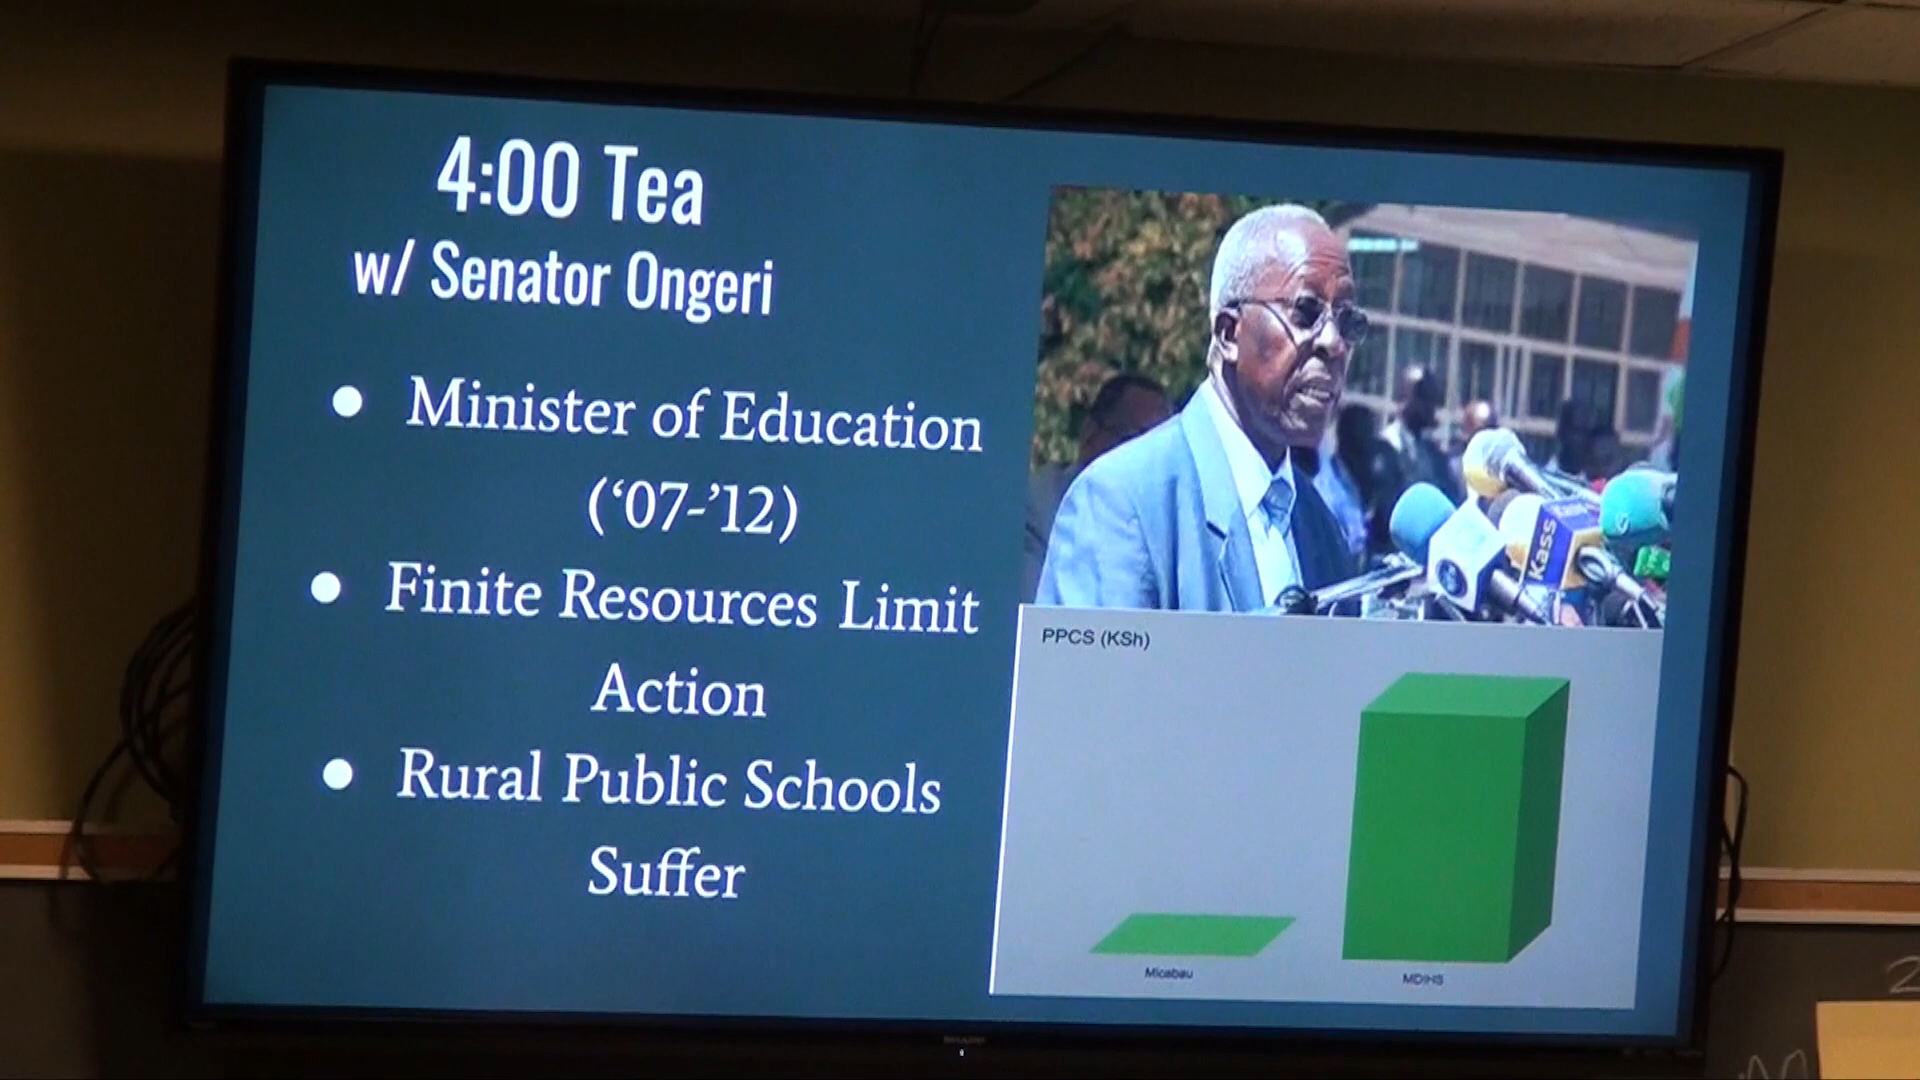 4:00 Tea
w/ Senator Ongeri
● Minister of Education
(‘07-’12)
● Finite Resources Limit
Action
● Rural Public Schools
Suffer
Kass
PPCS (KSh)
Micabau
MDIHS